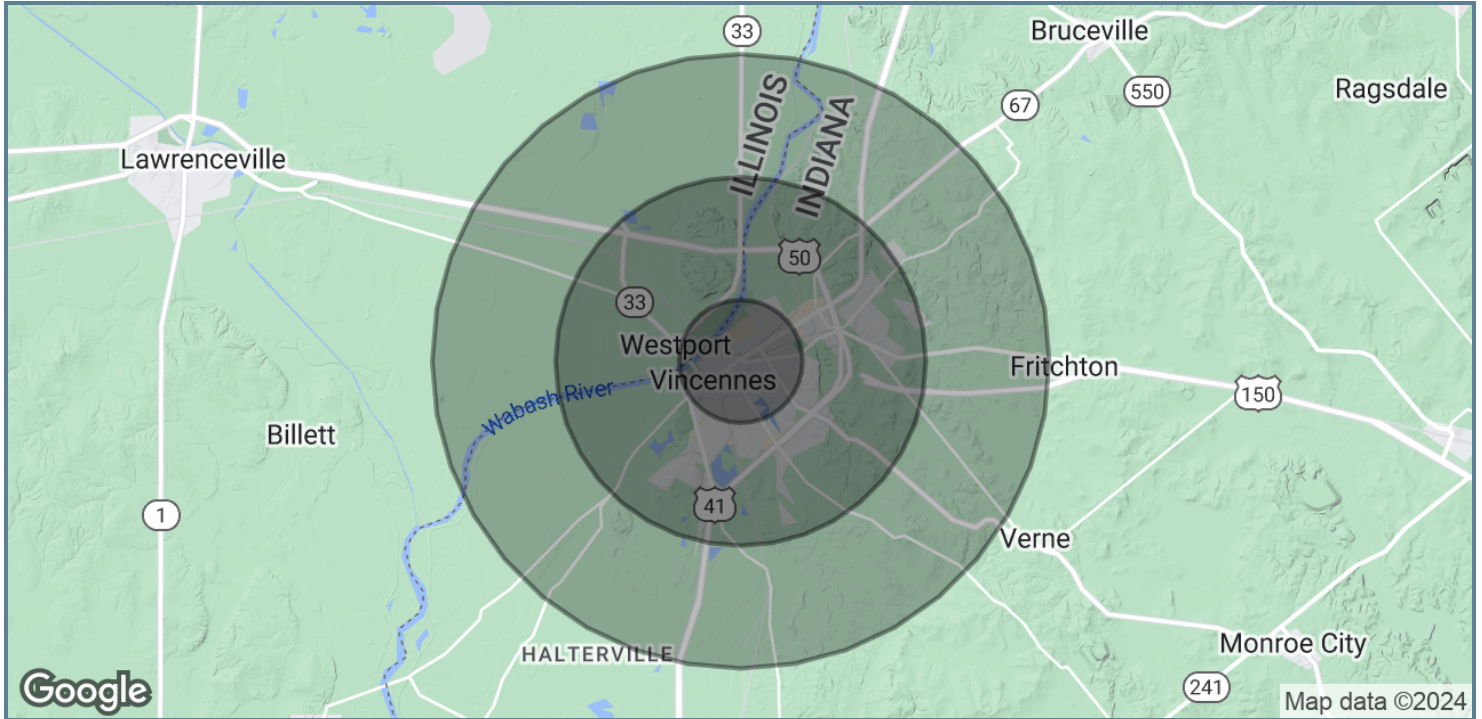 33
Bruceville
ILLINOIS
INDIANA
67
550
Ragsdale
Lawrenceville
50
33
Westport
Vincennes
Fritchton
150
Wabash River
Billett
1
41
Verne
HALTERVILLE
Monroe City
241
Google
Map data ©2024